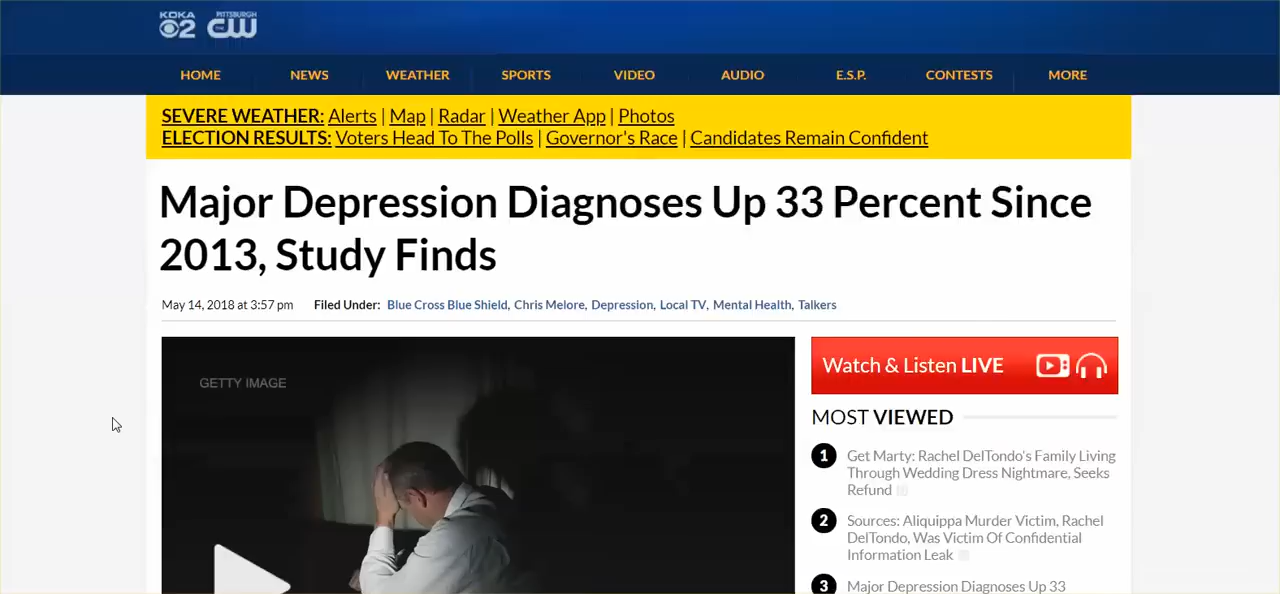 KDKA 2 PITTSBURGH THE CW
HOME NEWS WEATHER SPORTS VIDEO AUDIO E.S.P. CONTESTS MORE
SEVERE WEATHER: Alerts | Map | Radar | Weather App | Photos
ELECTION RESULTS: Voters Head To The Polls | Governor's Race | Candidates Remain Confident
Major Depression Diagnoses Up 33 Percent Since
2013, Study Finds
May 14, 2018 at 3:57 pm Filed Under: Blue Cross Blue Shield, Chris Melore, Depression, Local TV, Mental Health, Talkers
GETTY IMAGE
Watch & Listen LIVE
MOST VIEWED
1 Get Marty: Rachel DelTondo's Family Living
Through Wedding Dress Nightmare, Seeks
Refund
2 Sources: Aliquippa Murder Victim, Rachel
DelTondo, Was Victim Of Confidential
Information Leak
3 Major Depression Diagnoses Up 33